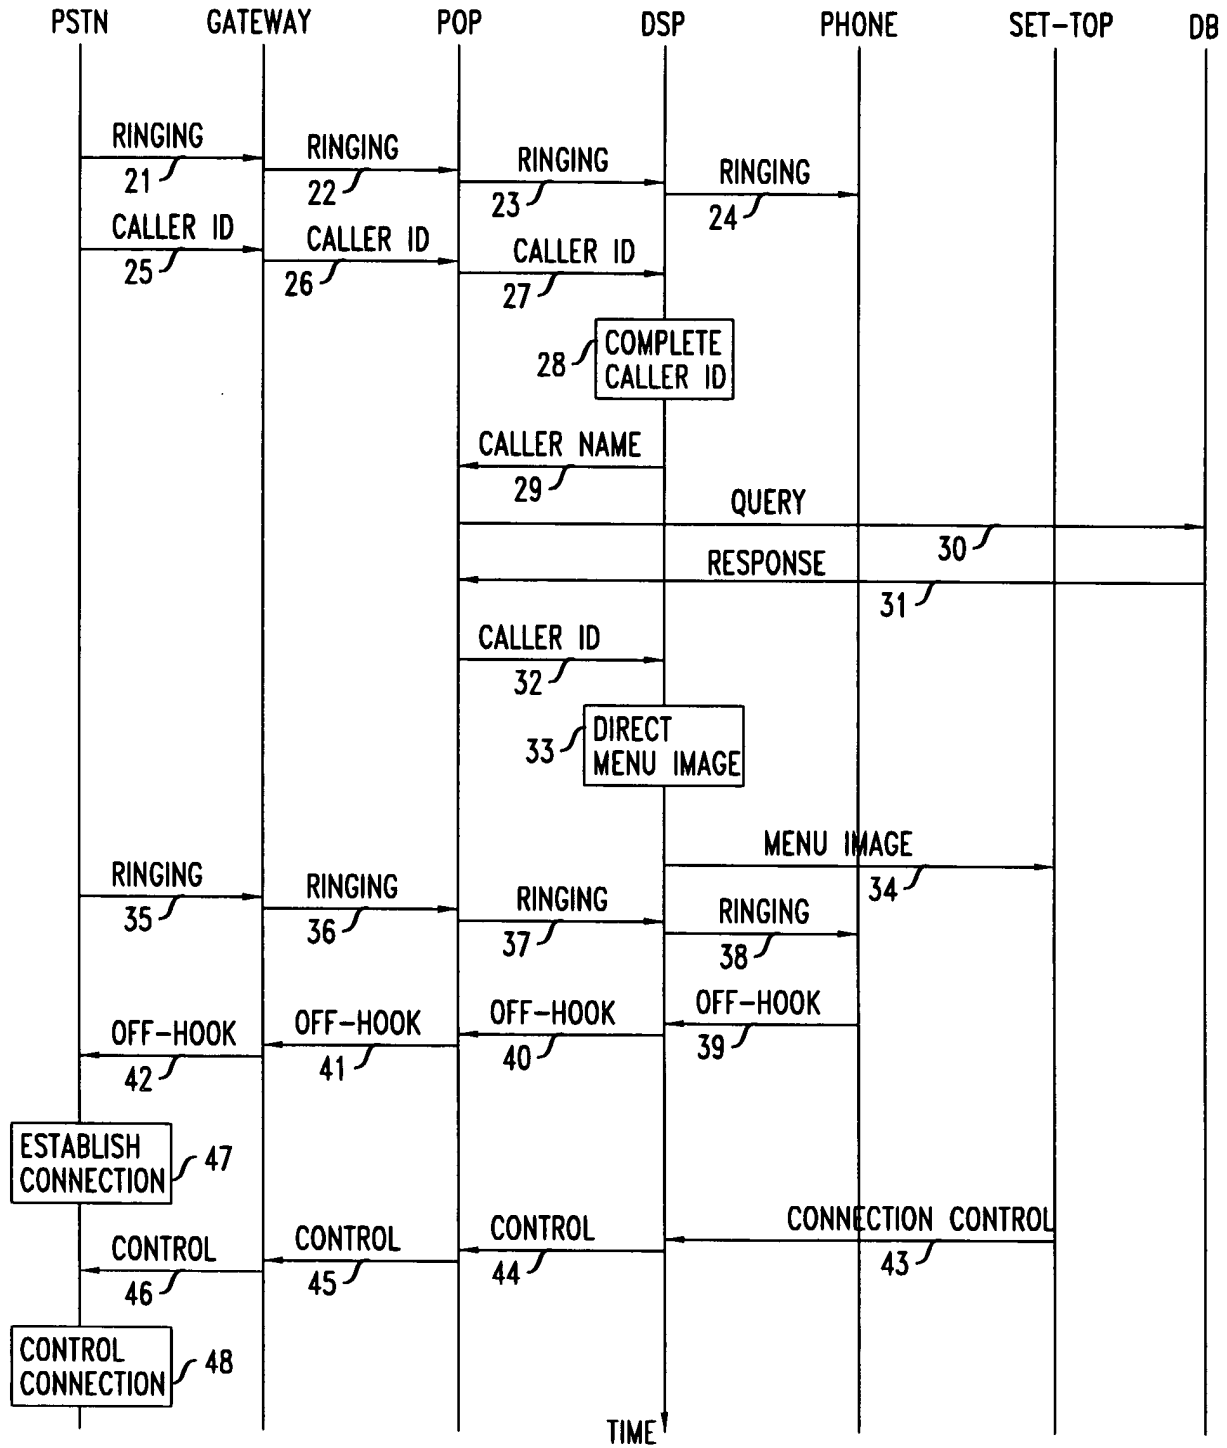 PSTN GATEWAY POP DSP PHONE SET-TOP DB
RINGING RINGING RINGING RINGING
21 22 23 24
CALLER ID CALLER ID CALLER ID
25 26 27
28 COMPLETE
CALLER ID
CALLER NAME
29
QUERY
30
RESPONSE
31
CALLER ID
32
33 DIRECT
MENU IMAGE
MENU IMAGE
34
RINGING RINGING RINGING RINGING
35 36 37 38
OFF-HOOK OFF-HOOK OFF-HOOK OFF-HOOK
42 41 40 39
ESTABLISH
CONNECTION 47
CONTROL CONTROL CONTROL CONNECTION CONTROL
46 45 44 43
CONTROL
CONNECTION 48
TIME